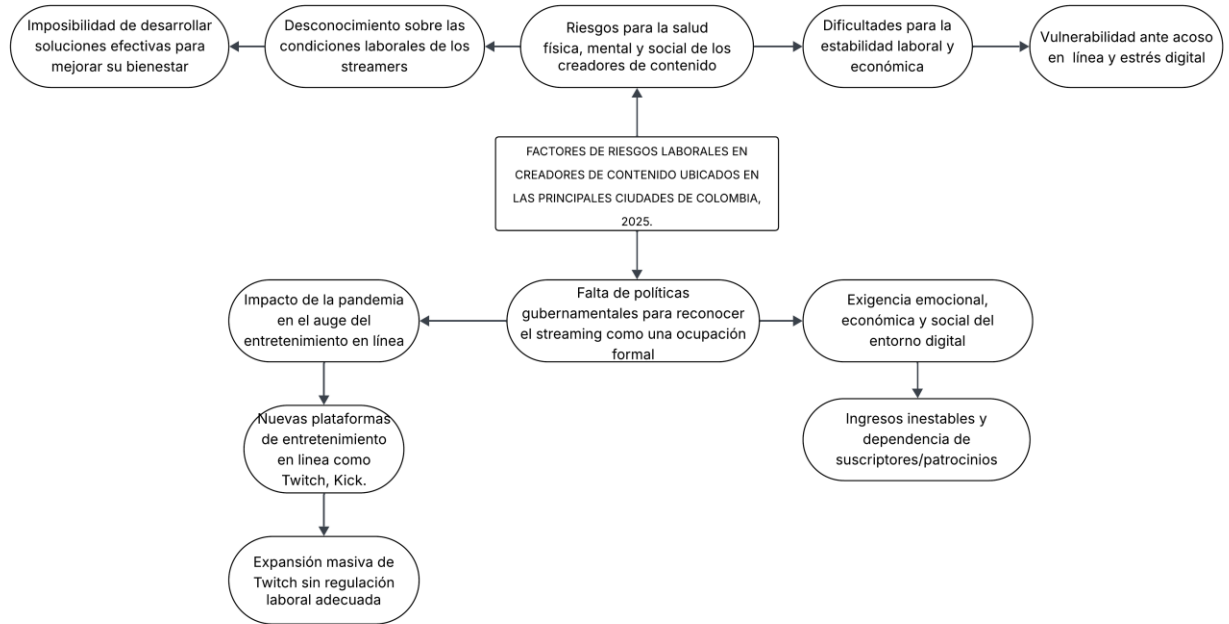 Imposibilidad de desarrollar
soluciones efectivas para
mejorar su bienestar
Desconocimiento sobre las
condiciones laborales de los
streamers
Riesgos para la salud
física, mental y social de los
creadores de contenido
Dificultades para la
estabilidad laboral y
económica
Vulnerabilidad ante acoso
en línea y estrés digital
FACTORES DE RIESGOS LABORALES EN
CREADORES DE CONTENIDO UBICADOS EN
LAS PRINCIPALES CIUDADES DE COLOMBIA,
2025.
Impacto de la pandemia
en el auge del
entretenimiento en línea
Falta de políticas
gubernamentales para reconocer
el streaming como una ocupación
formal
Exigencia emocional,
económica y social del
entorno digital
Nuevas plataformas
de entretenimiento
en linea como
Twitch, Kick.
Ingresos inestables y
dependencia de
suscriptores/patrocinios
Expansión masiva de
Twitch sin regulación
laboral adecuada